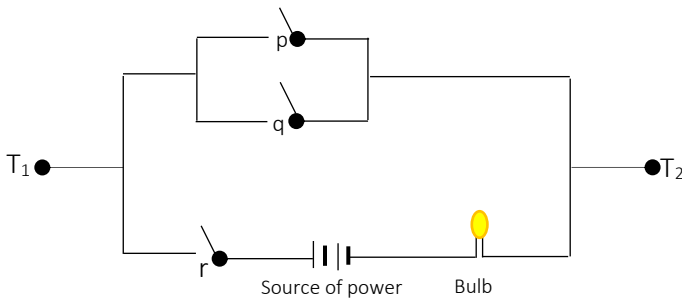 p
q
T₁
T₂
r
Source of power
Bulb